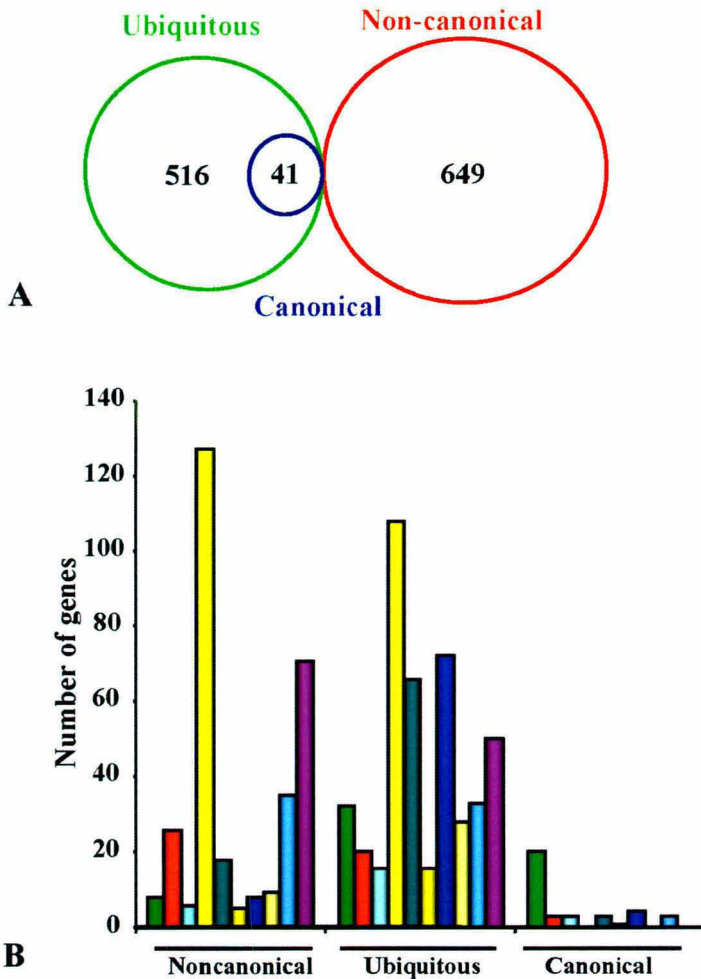 Ubiquitous
Non-canonical
516
41
649
A
Canonical
140
120
100
80
60
40
20
0
Number of genes
B
Noncanonical
Ubiquitous
Canonical